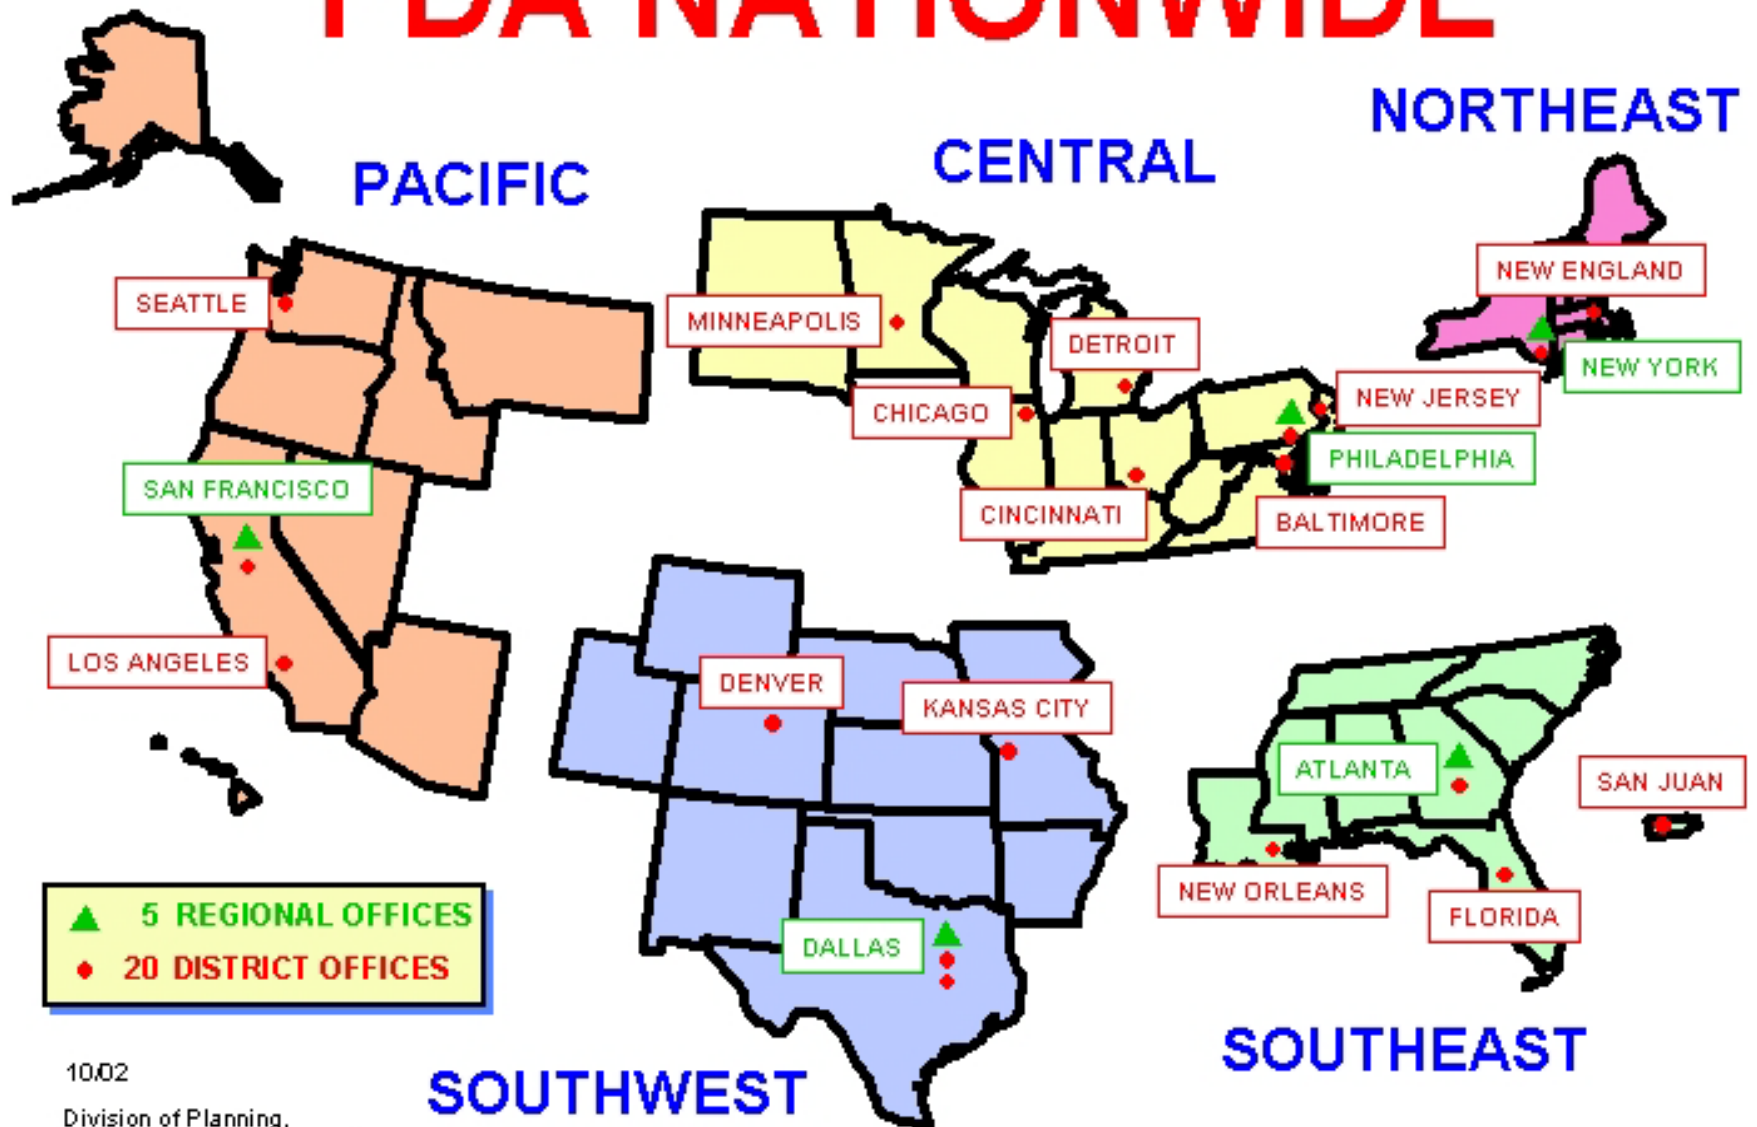 FDA NATIONWIDE
NORTHEAST
CENTRAL
PACIFIC
NEW ENGLAND
SEATTLE
MINNEAPOLIS
DETROIT
NEW YORK
NEW JERSEY
CHICAGO
PHILADELPHIA
SAN FRANCISCO
CINCINNATI
BALTIMORE
LOS ANGELES
DENVER
KANSAS CITY
ATLANTA
SAN JUAN
NEW ORLEANS
FLORIDA
DALLAS
5 REGIONAL OFFICES
20 DISTRICT OFFICES
SOUTHEAST
10/02
SOUTHWEST
Division of Planning,